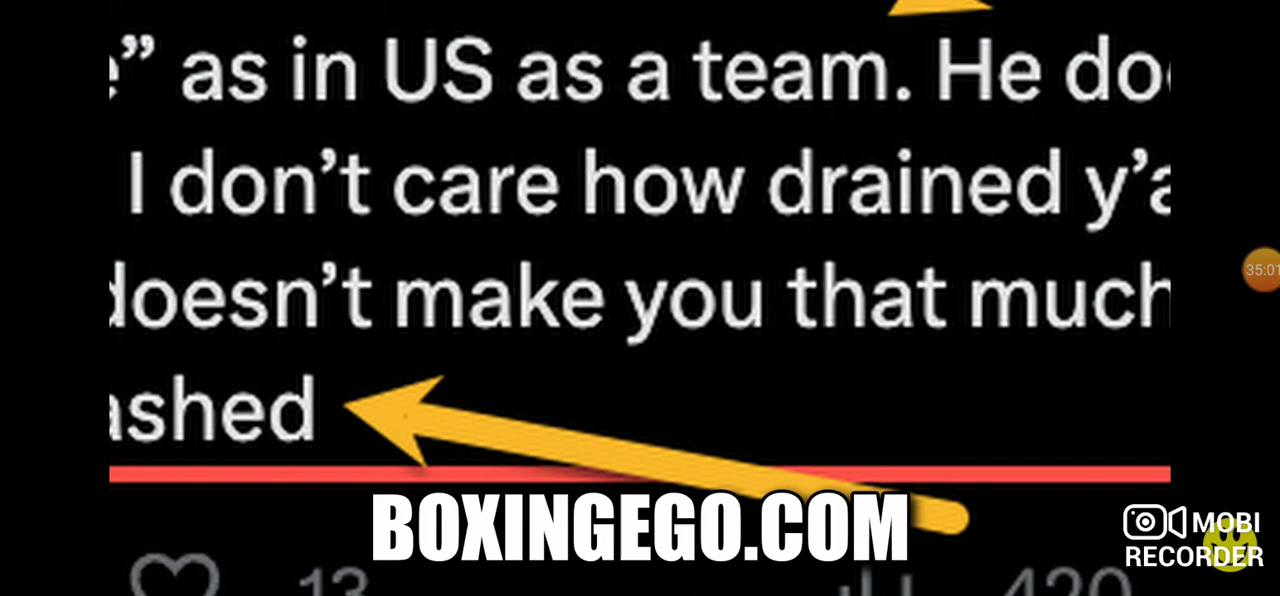 e” as in US as a team. He do
I don’t care how drained y’a
doesn’t make you that much
ashed
BOXINGEGO.COM
13
420
35:01
MOBI
RECORDER